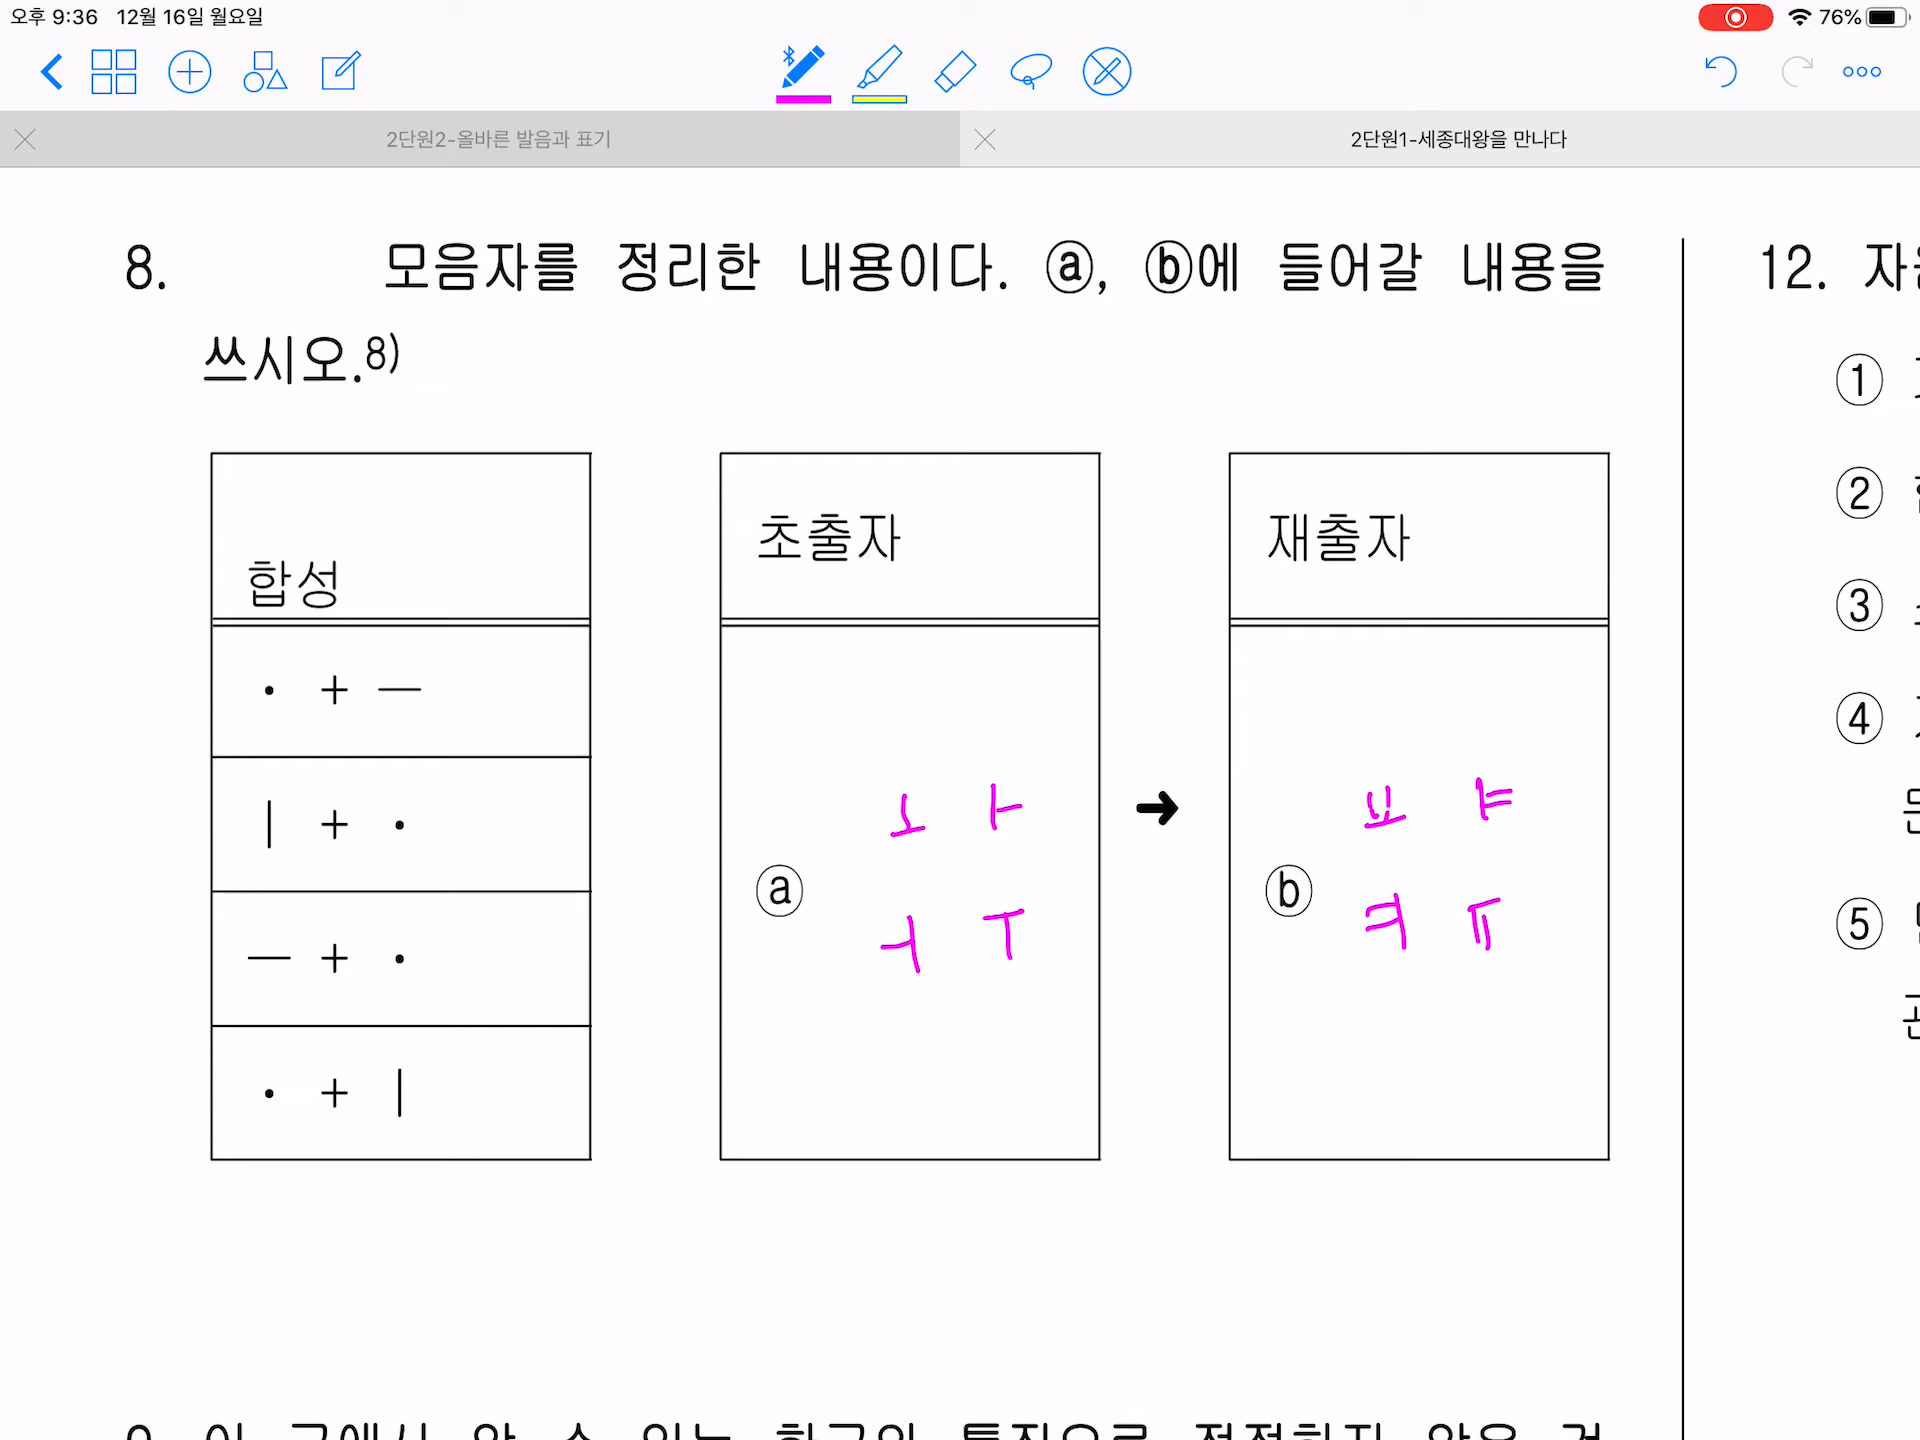 오후 9:36 12월 16일 월요일
76%
2단원2-올바른 발음과 표기
2단원1-세종대왕을 만나다
8. 모음자를 정리한 내용이다. ⓐ, ⓑ에 들어갈 내용을
쓰시오.8)
합성
· + ㅡ
ㅣ + ·
ㅡ + ·
· + ㅣ
초출자
ⓐ
ㅗ ㅏ
ㅓ ㅜ
재출자
ⓑ
ㅛ ㅑ
ㅕ ㅠ
12.
①
②
③
④
⑤